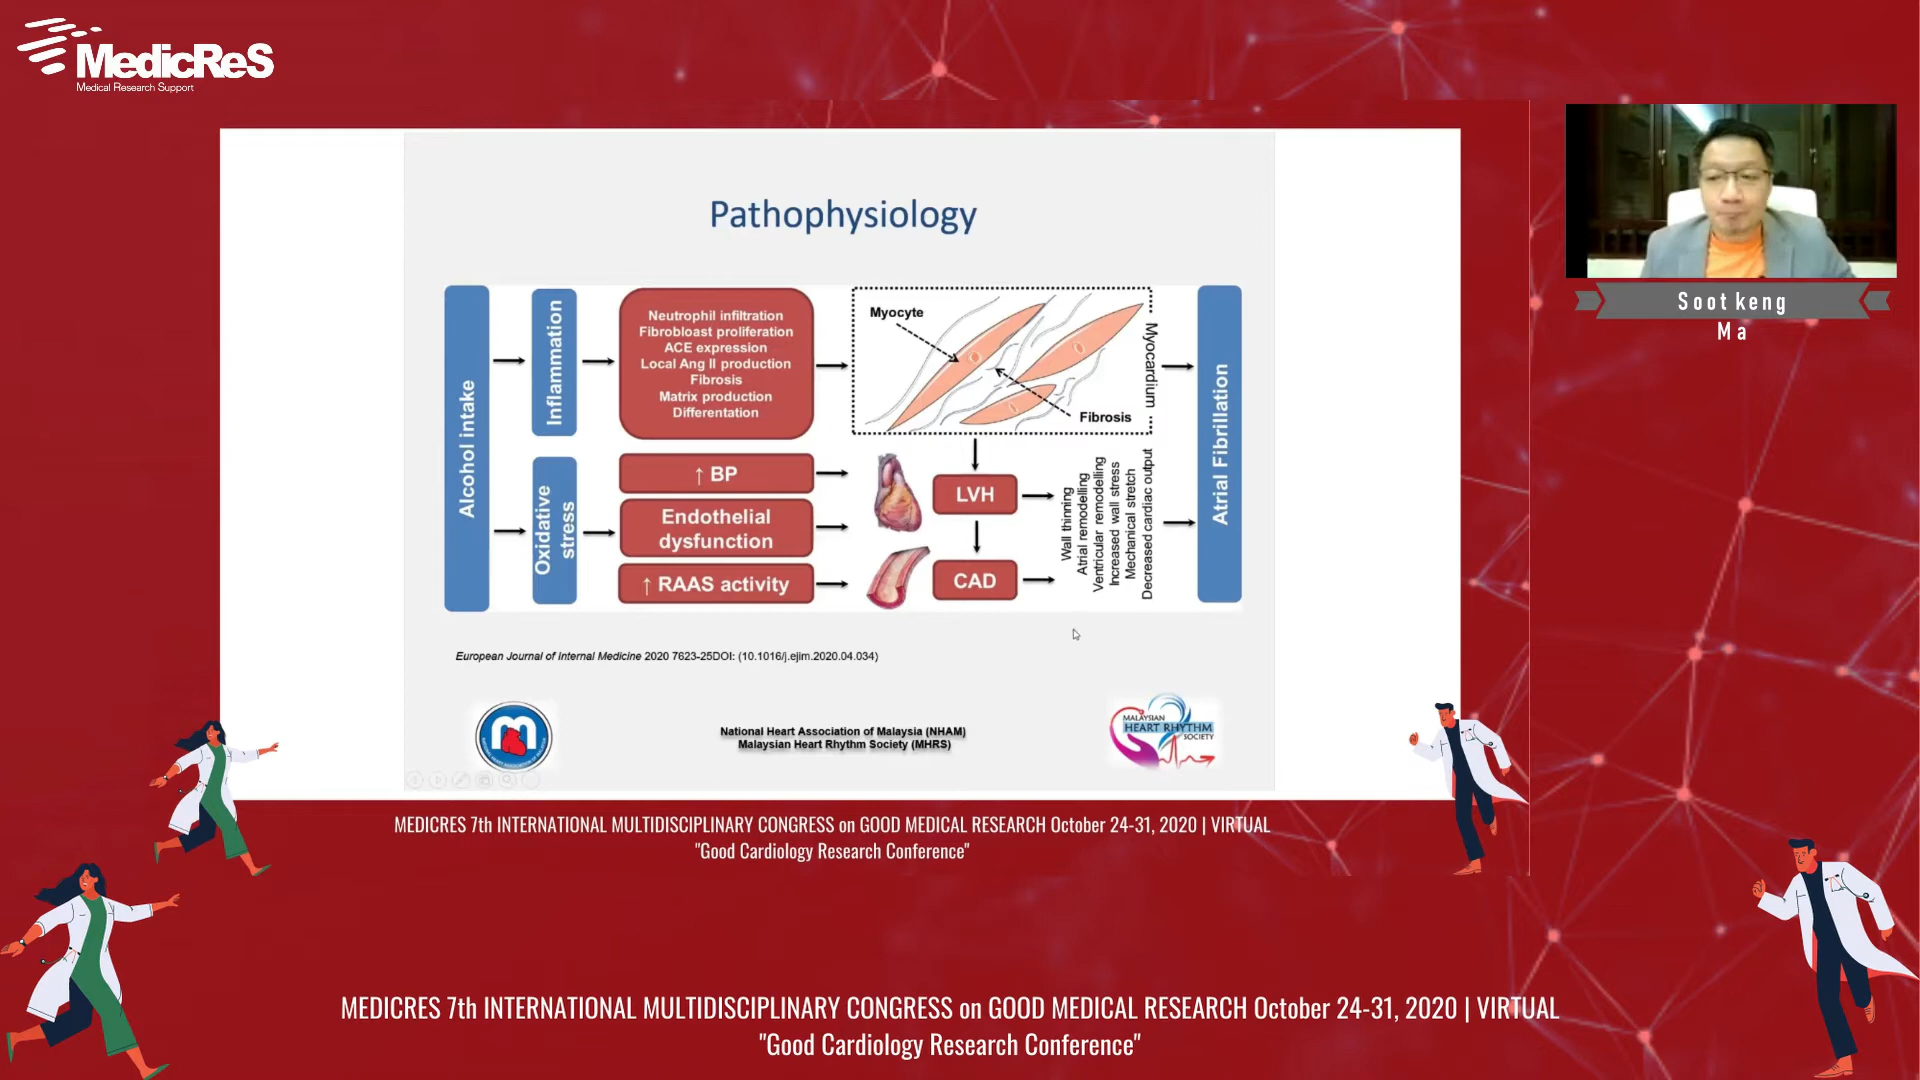 MedicReS
Medical Research Support
Pathophysiology
Alcohol intake
Inflammation
Oxidative
stress
Neutrophil infiltration
Fibrobloast proliferation
ACE expression
Local Ang II production
Fibrosis
Matrix production
Differentation
↑ BP
Endothelial
dysfunction
↑ RAAS activity
Myocyte
Fibrosis
Myocardium
LVH
CAD
Wall thinning
Atrial remodelling
Ventricular remodelling
Increased wall stress
Mechanical stretch
Decreased cardiac output
Atrial Fibrillation
European Journal of Internal Medicine 2020 7623-25DOI: (10.1016/j.ejim.2020.04.034)
National Heart Association of Malaysia (NHAM)
Malaysian Heart Rhythm Society (MHRS)
MALAYSIAN
HEART RHYTHM
SOCIETY
Soot keng
Ma
MEDICRES 7th INTERNATIONAL MULTIDISCIPLINARY CONGRESS on GOOD MEDICAL RESEARCH October 24-31, 2020 | VIRTUAL
"Good Cardiology Research Conference"
MEDICRES 7th INTERNATIONAL MULTIDISCIPLINARY CONGRESS on GOOD MEDICAL RESEARCH October 24-31, 2020 | VIRTUAL
"Good Cardiology Research Conference"